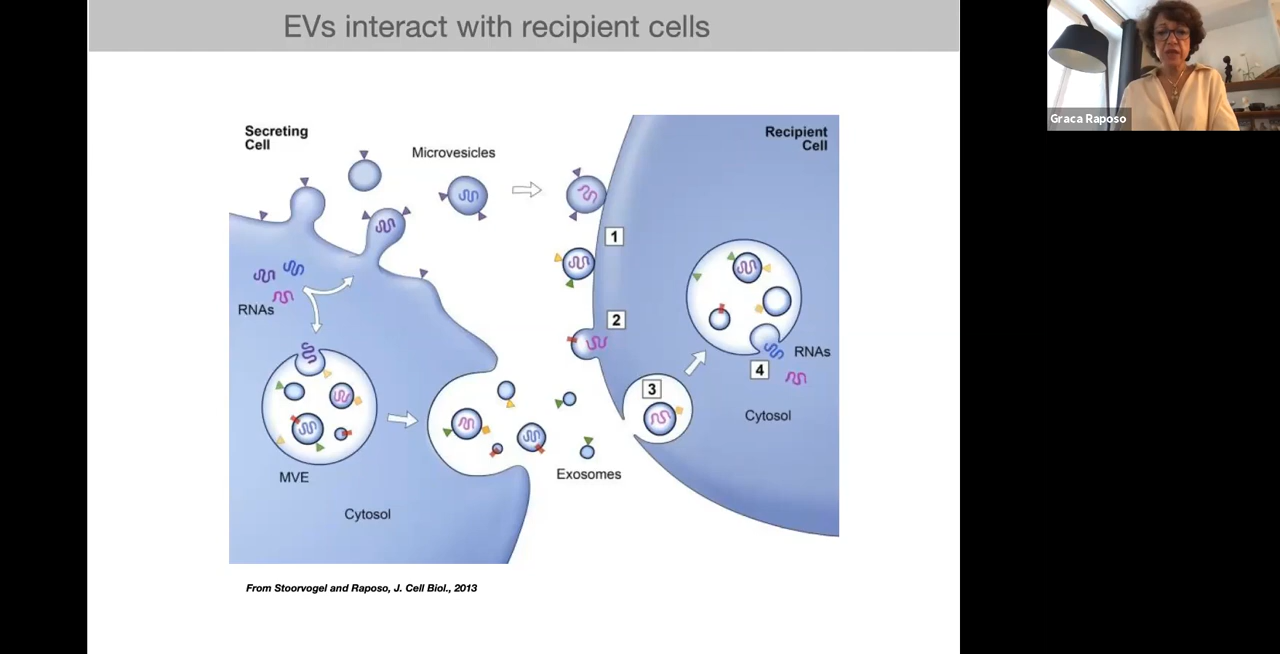 EVs interact with recipient cells
Graca Raposo
Secreting
Cell
Microvesicles
Recipient
Cell
1
2
RNAs
3
4
RNAs
Cytosol
MVE
Exosomes
Cytosol
From Stoorvogel and Raposo, J. Cell Biol., 2013